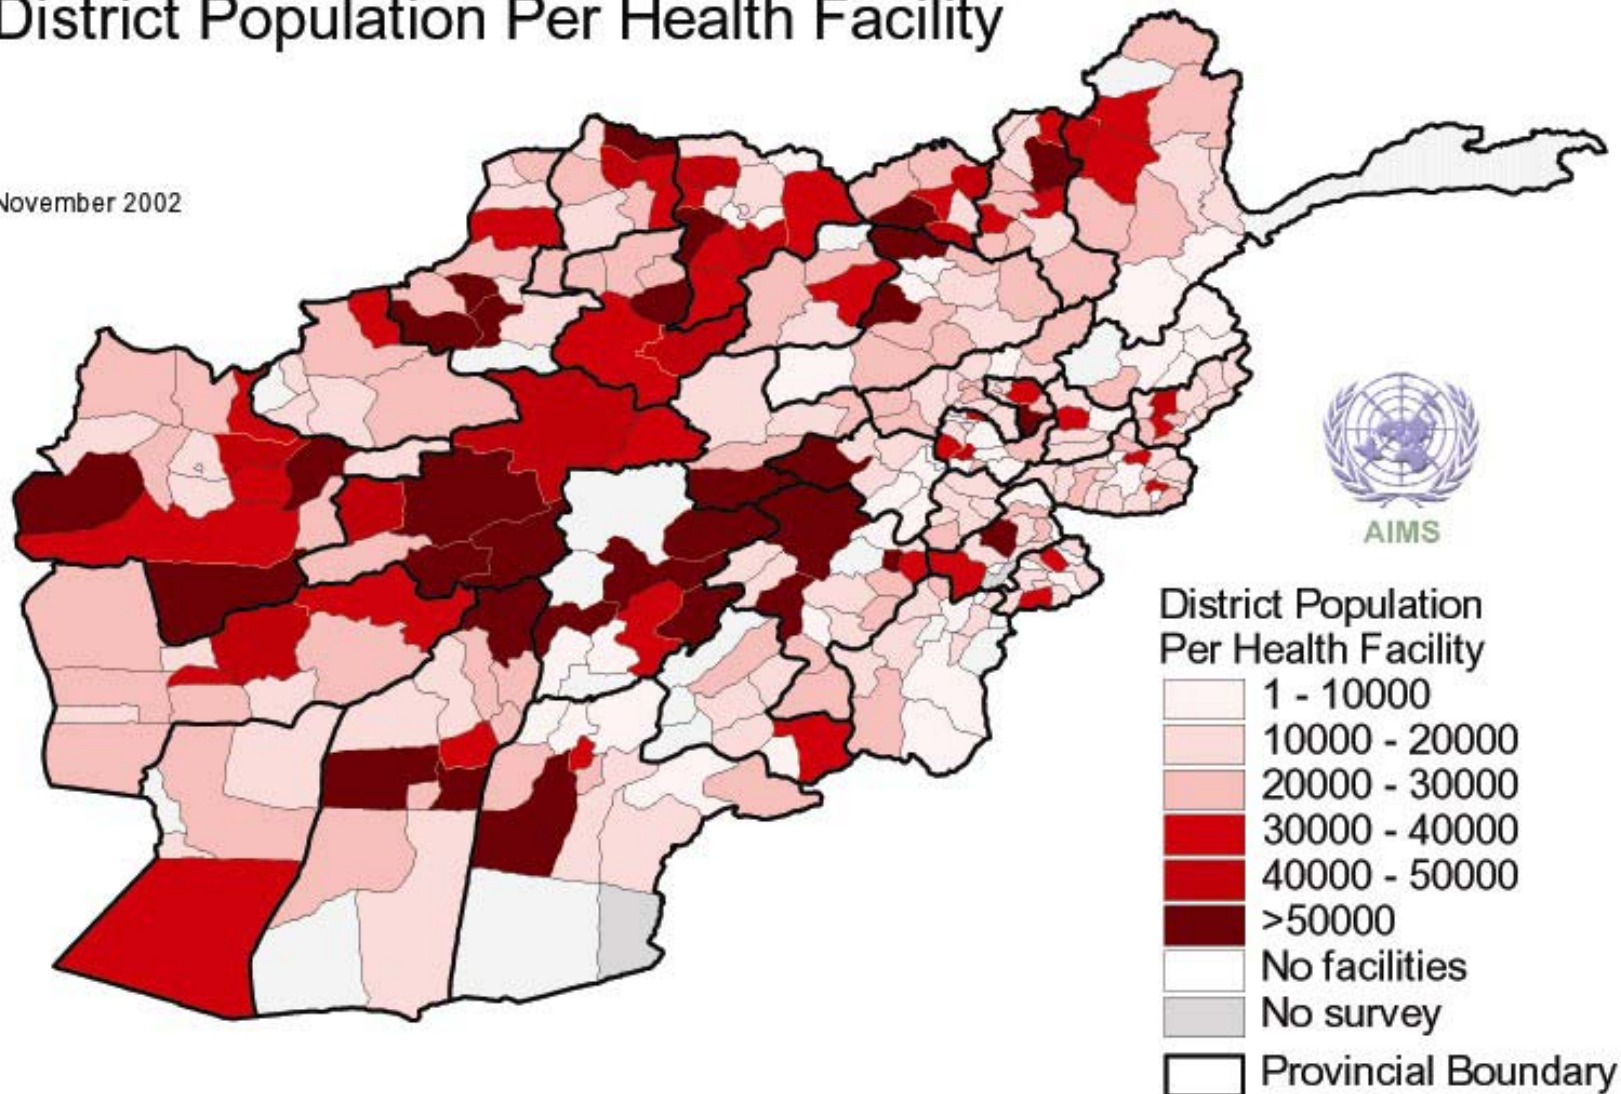 District Population Per Health Facility
November 2002
AIMS
District Population
Per Health Facility
1 - 10000
10000 - 20000
20000 - 30000
30000 - 40000
40000 - 50000
>50000
No facilities
No survey
Provincial Boundary